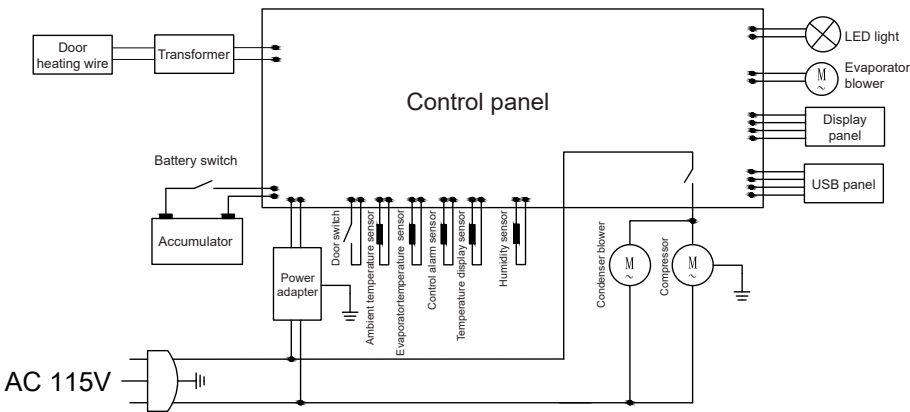 Door
heating wire
Transformer
Control panel
LED light
M
~
Evaporator
blower
Display
panel
USB panel
Battery switch
Accumulator
Power
adapter
Door switch
Ambient temperature sensor
Evaporator temperature sensor
Control alarm sensor
Temperature display sensor
Humidity sensor
Condenser blower
M
~
Compressor
M
~
AC 115V